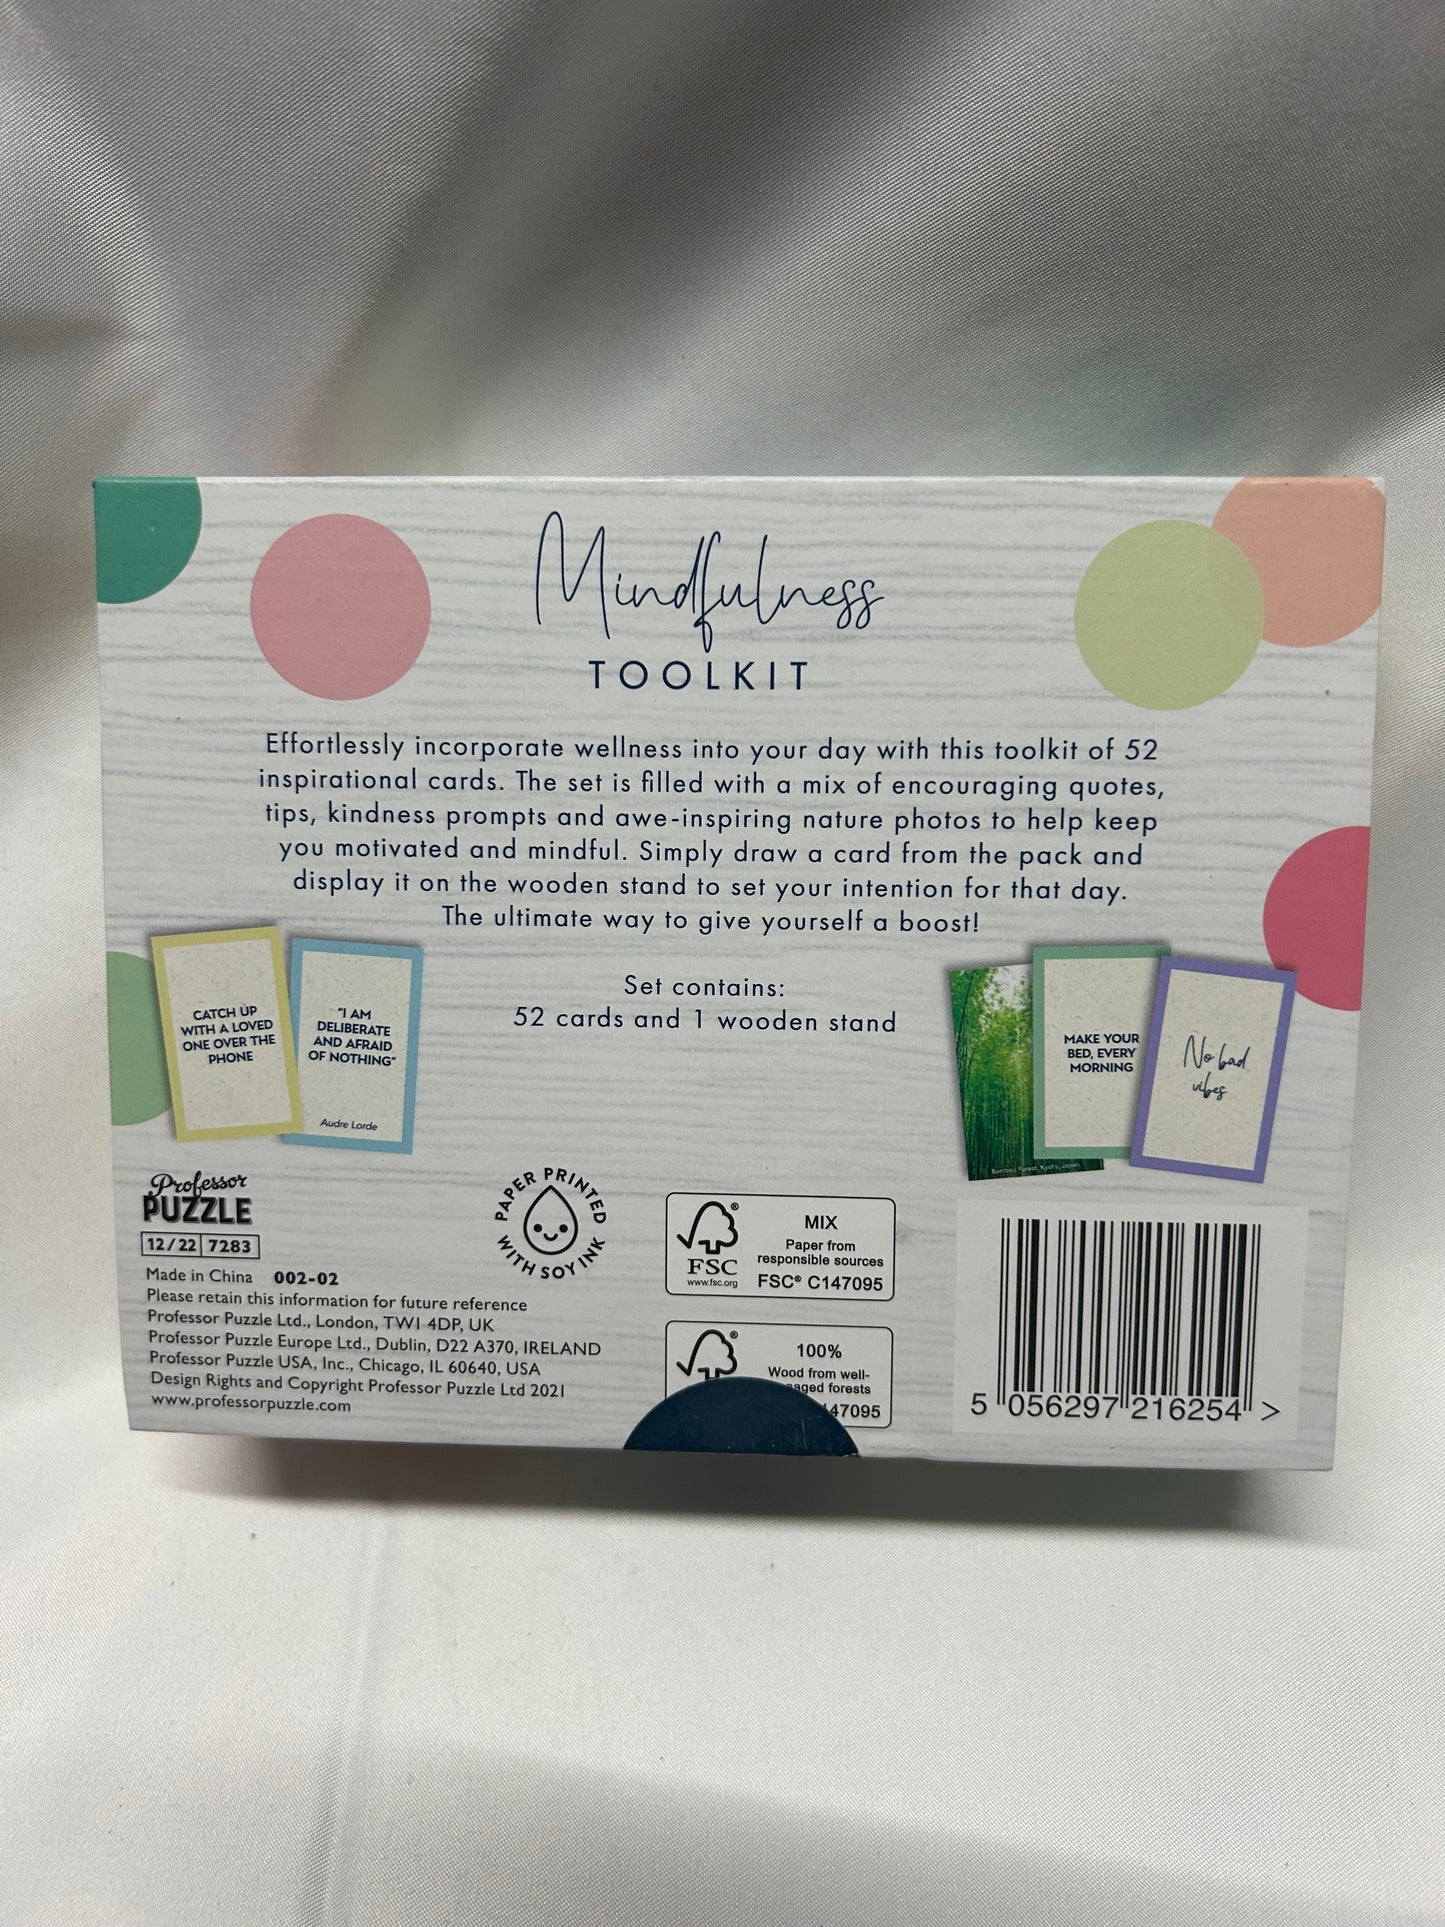 Mindfulness
TOOLKIT
Effortlessly incorporate wellness into your day with this toolkit of 52
inspirational cards. The set is filled with a mix of encouraging quotes,
tips, kindness prompts and awe-inspiring nature photos to help keep
you motivated and mindful. Simply draw a card from the pack and
display it on the wooden stand to set your intention for that day.
The ultimate way to give yourself a boost!
Set contains:
52 cards and 1 wooden stand
CATCH UP
WITH A LOVED
ONE OVER THE
PHONE
"I AM
DELIBERATE
AND AFRAID
OF NOTHING"
Audre Lorde
Bamboo Forest, Kyoto, Japan
MAKE YOUR
BED, EVERY
MORNING
No bad
vibes
Professor
PUZZLE
12/22 7283
Made in China 002-02
Please retain this information for future reference
Professor Puzzle Ltd., London, TW1 4DP, UK
Professor Puzzle Europe Ltd., Dublin, D22 A370, IRELAND
Professor Puzzle USA, Inc., Chicago, IL 60640, USA
Design Rights and Copyright Professor Puzzle Ltd 2021
www.professorpuzzle.com
PAPER PRINTED
WITH SOY INK
®
FSC
www.fsc.org
MIX
Paper from
responsible sources
FSC® C147095
®
100%
Wood from well-
aged forests
47095
5 056297 216254 >